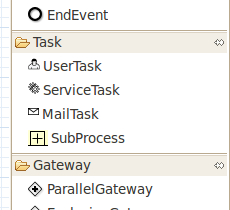 EndEvent
Task
UserTask
ServiceTask
MailTask
SubProcess
Gateway
ParallelGateway